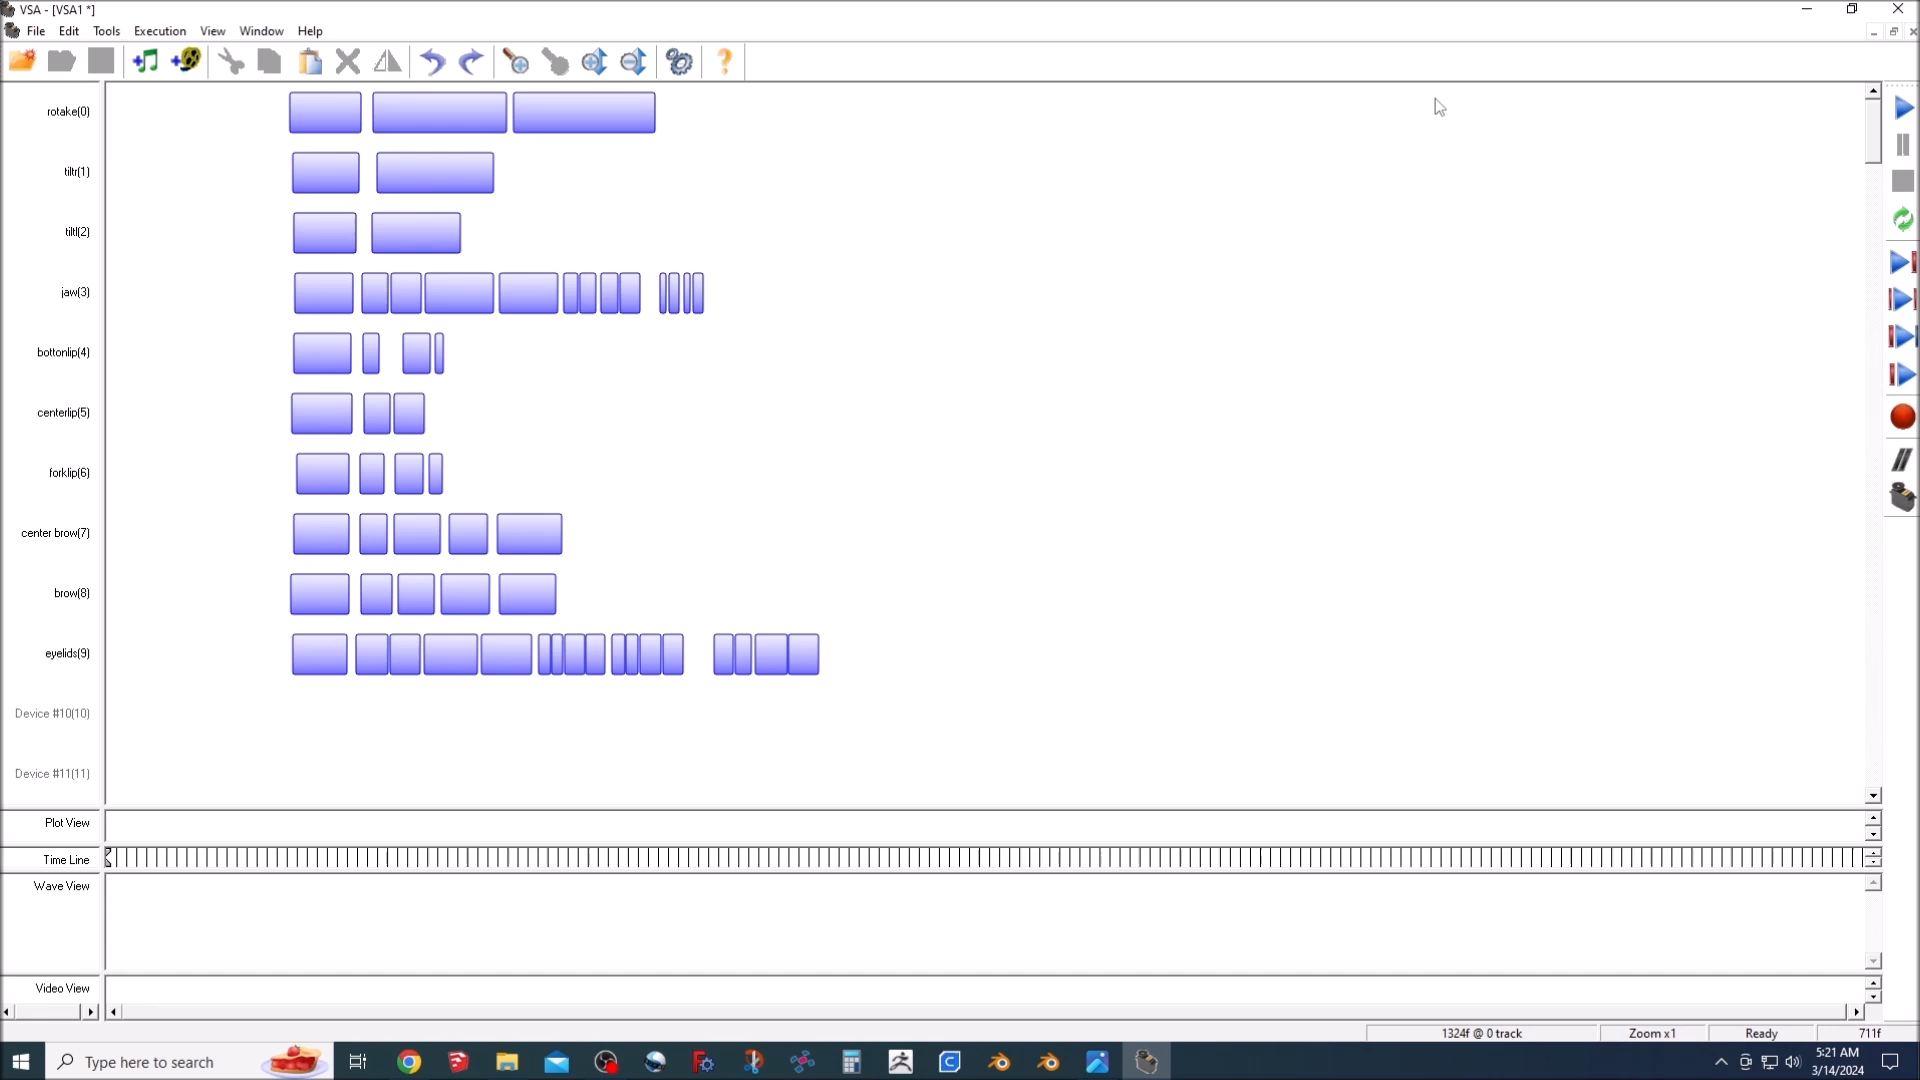 VSA - [VSA1 *]
File Edit Tools Execution View Window Help
rotake(0)
tiltr(1)
tiltl(2)
jaw(3)
bottonlip(4)
centerlip(5)
forklip(6)
center brow(7)
brow(8)
eyelids(9)
Device #10(10)
Device #11(11)
Plot View
Time Line
Wave View
Video View
1324f @ 0 track Zoom x1 Ready 711f
Type here to search
5:21 AM
3/14/2024